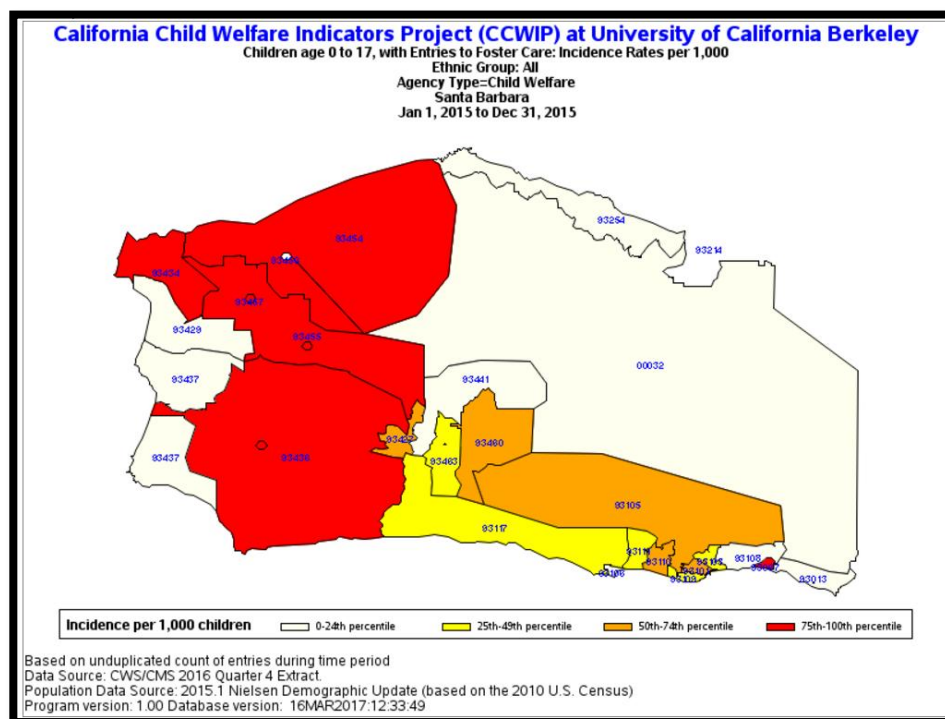 California Child Welfare Indicators Project (CCWIP) at University of California Berkeley
Children age 0 to 17, with Entries to Foster Care: Incidence Rates per 1,000
Ethnic Group: All
Agency Type=Child Welfare
Santa Barbara
Jan 1, 2015 to Dec 31, 2015
93254
93454
93214
93434
93429
93455
00032
93437
93441
93427
93460
93436
93437
93463
93105
93117
93110
93108
93106
93109
93013
Incidence per 1,000 children
0-24th percentile
25th-49th percentile
50-74th percentile
75th-100th percentile
Based on unduplicated count of entries during time period
Data Source: CWS/CMS 2016 Quarter 4 Extract.
Population Data Source: 2015.1 Nielsen Demographic Update (based on the 2010 U.S. Census)
Program version: 1.00 Database version: 16MAR2017:12:33:49